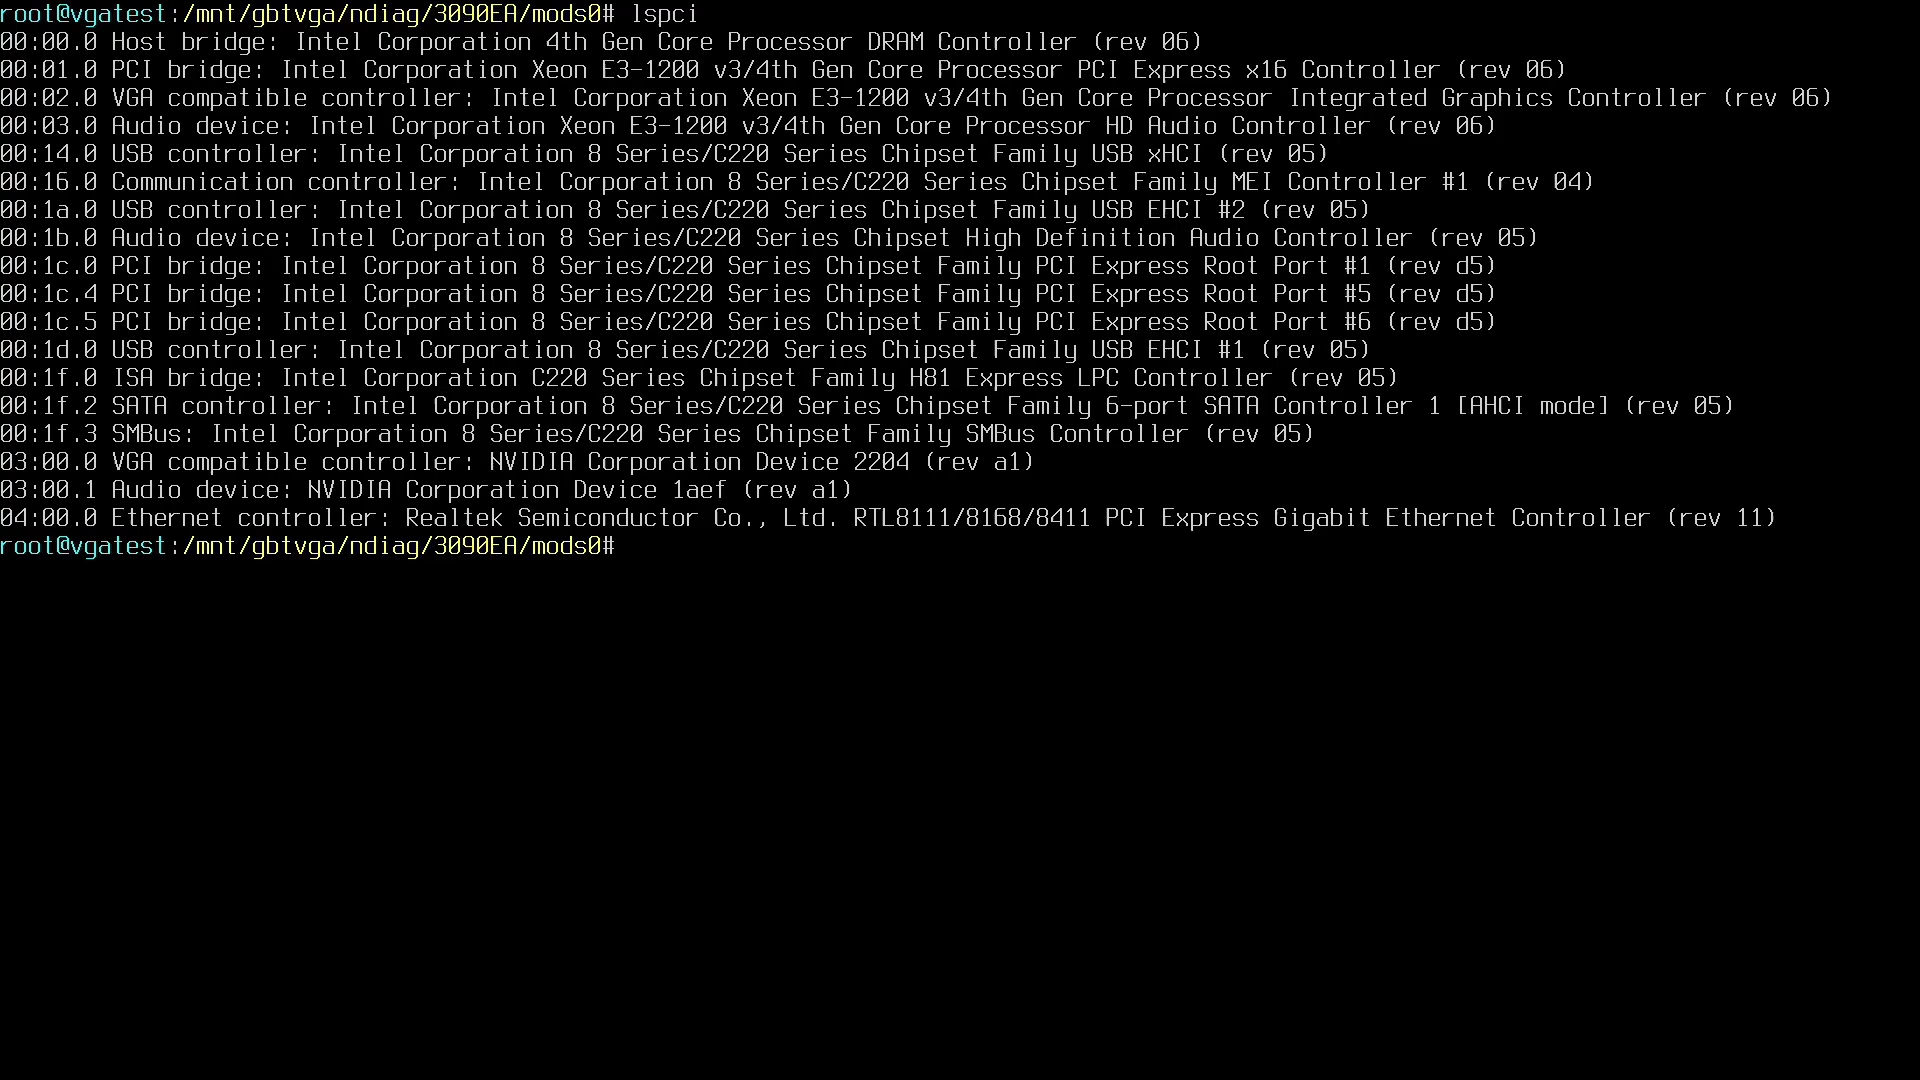 root@vgatest:/mnt/gbtvga/ndiag/3090EA/mods0# lspci
00:00.0 Host bridge: Intel Corporation 4th Gen Core Processor DRAM Controller (rev 06)
00:01.0 PCI bridge: Intel Corporation Xeon E3-1200 v3/4th Gen Core Processor PCI Express x16 Controller (rev 06)
00:02.0 VGA compatible controller: Intel Corporation Xeon E3-1200 v3/4th Gen Core Processor Integrated Graphics Controller (rev 06)
00:03.0 Audio device: Intel Corporation Xeon E3-1200 v3/4th Gen Core Processor HD Audio Controller (rev 06)
00:14.0 USB controller: Intel Corporation 8 Series/C220 Series Chipset Family USB xHCI (rev 05)
00:16.0 Communication controller: Intel Corporation 8 Series/C220 Series Chipset Family MEI Controller #1 (rev 04)
00:1a.0 USB controller: Intel Corporation 8 Series/C220 Series Chipset Family USB EHCI #2 (rev 05)
00:1b.0 Audio device: Intel Corporation 8 Series/C220 Series Chipset High Definition Audio Controller (rev 05)
00:1c.0 PCI bridge: Intel Corporation 8 Series/C220 Series Chipset Family PCI Express Root Port #1 (rev d5)
00:1c.4 PCI bridge: Intel Corporation 8 Series/C220 Series Chipset Family PCI Express Root Port #5 (rev d5)
00:1c.5 PCI bridge: Intel Corporation 8 Series/C220 Series Chipset Family PCI Express Root Port #6 (rev d5)
00:1d.0 USB controller: Intel Corporation 8 Series/C220 Series Chipset Family USB EHCI #1 (rev 05)
00:1f.0 ISA bridge: Intel Corporation C220 Series Chipset Family H81 Express LPC Controller (rev 05)
00:1f.2 SATA controller: Intel Corporation 8 Series/C220 Series Chipset Family 6-port SATA Controller 1 [AHCI mode] (rev 05)
00:1f.3 SMBus: Intel Corporation 8 Series/C220 Series Chipset Family SMBus Controller (rev 05)
03:00.0 VGA compatible controller: NVIDIA Corporation Device 2204 (rev a1)
03:00.1 Audio device: NVIDIA Corporation Device 1aef (rev a1)
04:00.0 Ethernet controller: Realtek Semiconductor Co., Ltd. RTL8111/8168/8411 PCI Express Gigabit Ethernet Controller (rev 11)
root@vgatest:/mnt/gbtvga/ndiag/3090EA/mods0#